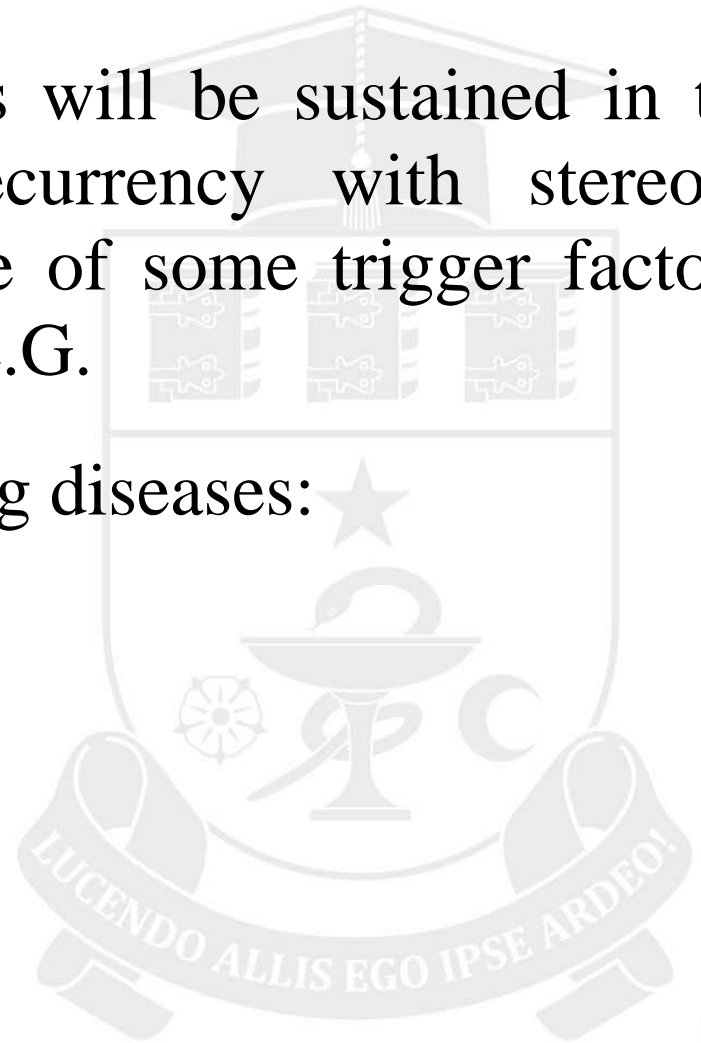 s will be sustained in t
ecurrency with stereo
e of some trigger facto
.G.
g diseases:
LUCENDO ALLIS EGO IPSE ARDEO!